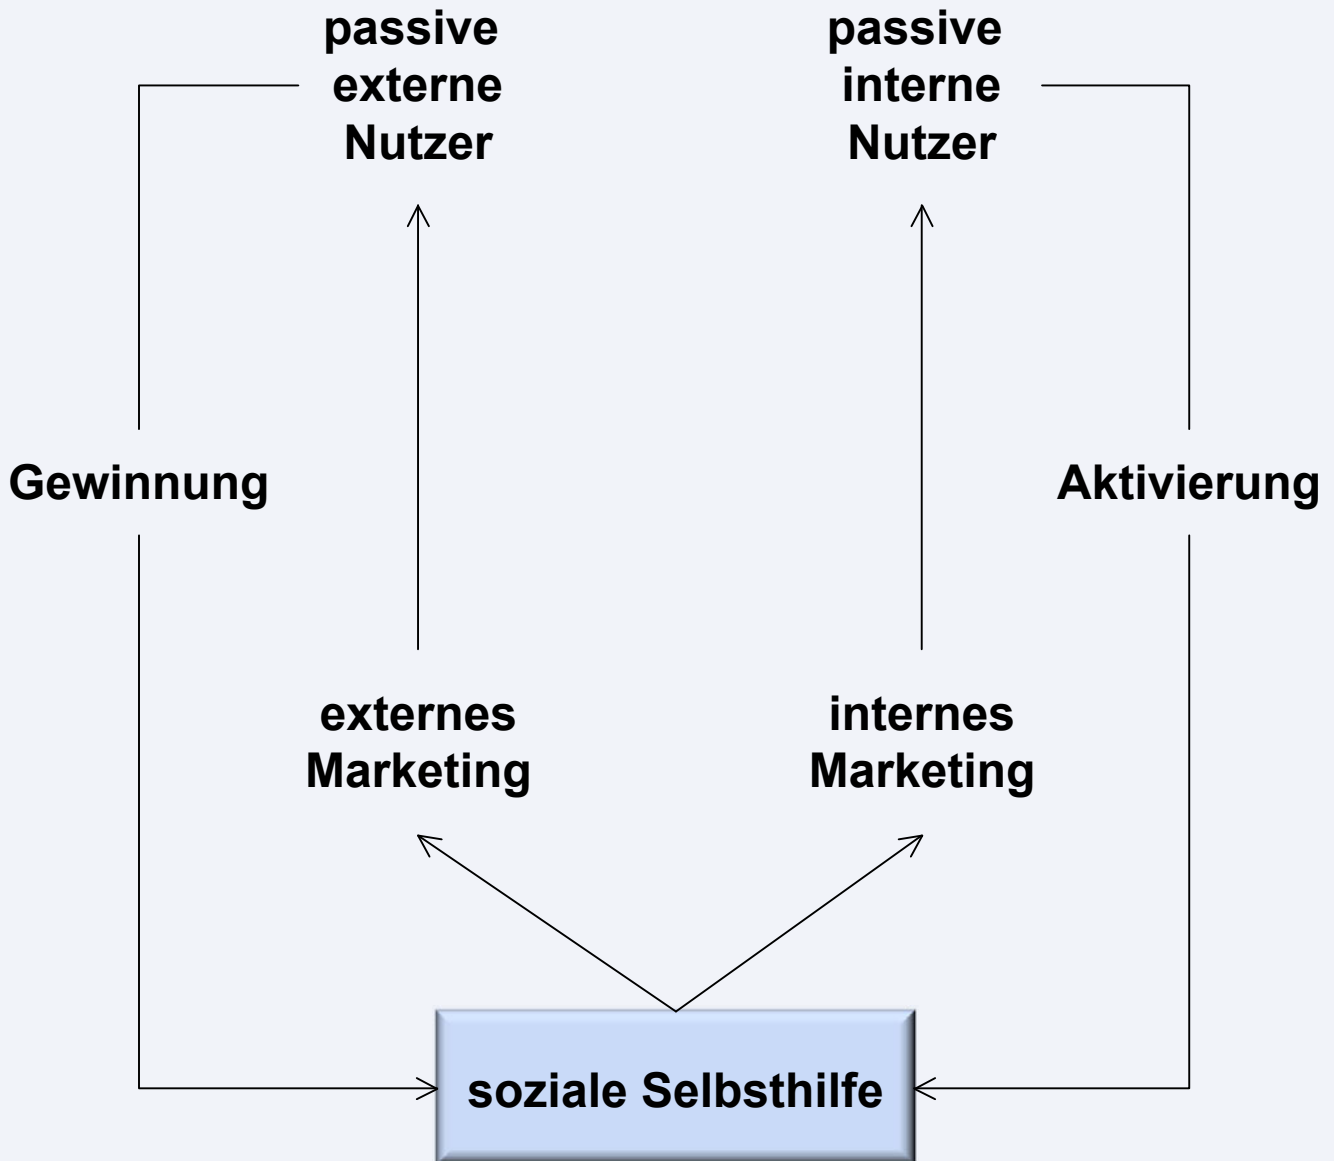 passive
externe
Nutzer
passive
interne
Nutzer
Gewinnung
Aktivierung
externes
Marketing
internes
Marketing
soziale Selbsthilfe